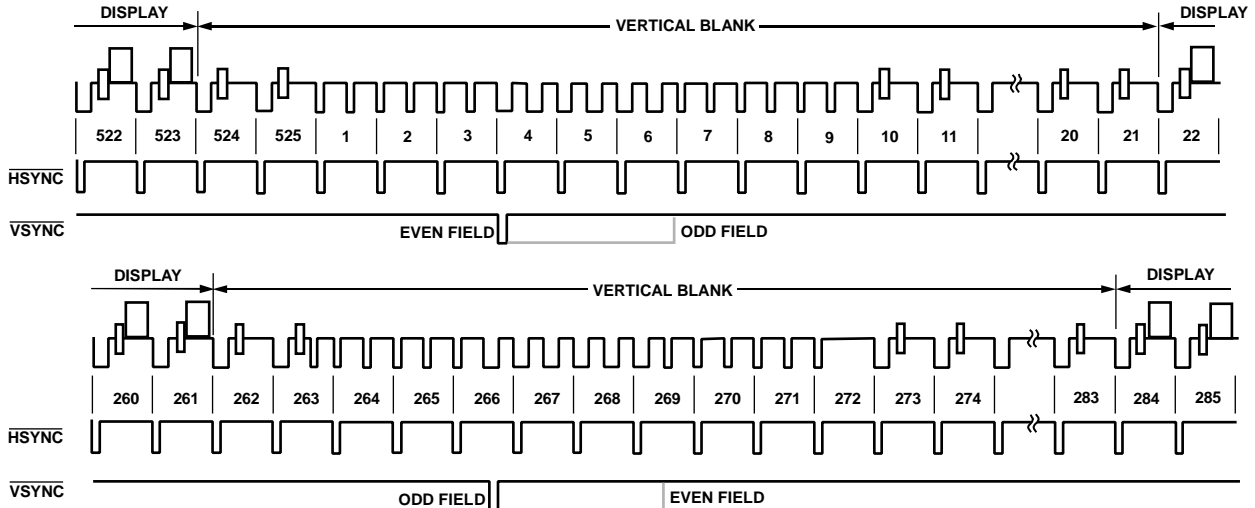 DISPLAY VERTICAL BLANK DISPLAY
522 523 524 525 1 2 3 4 5 6 7 8 9 10 11 20 21 22
HSYNC
VSYNC EVEN FIELD ODD FIELD
DISPLAY VERTICAL BLANK DISPLAY
260 261 262 263 264 265 266 267 268 269 270 271 272 273 274 283 284 285
HSYNC
VSYNC ODD FIELD EVEN FIELD